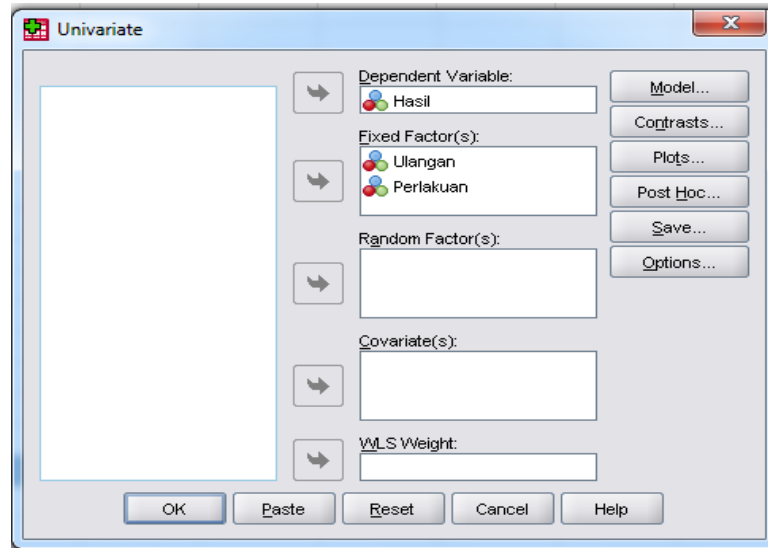 Univariate
Dependent Variable:
Hasil
Fixed Factor(s):
Ulangan
Perlakuan
Random Factor(s):
Covariate(s):
WLS Weight:
Model...
Contrasts...
Plots...
Post Hoc...
Save...
Options...
OK
Paste
Reset
Cancel
Help